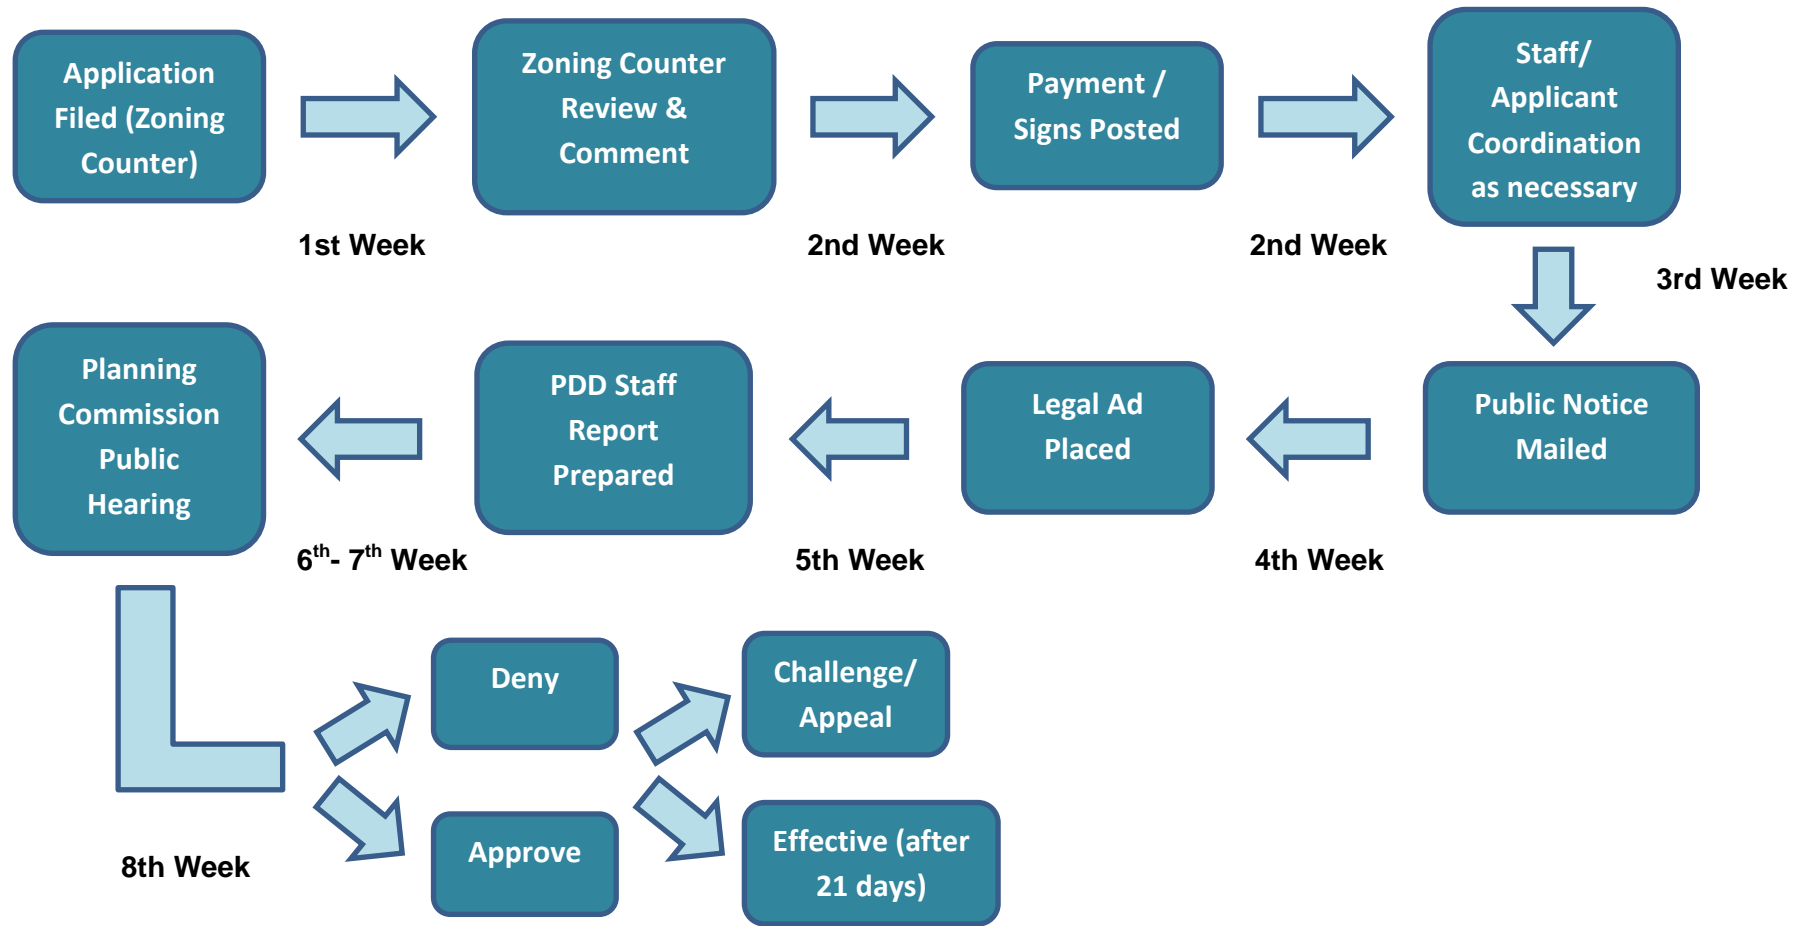 Application
Filed (Zoning
Counter)
Zoning Counter
Review &
Comment
Payment /
Signs Posted
Staff/
Applicant
Coordination
as necessary
1st Week
2nd Week
2nd Week
3rd Week
Planning
Commission
Public
Hearing
PDD Staff
Report
Prepared
Legal Ad
Placed
Public Notice
Mailed
6th- 7th Week
5th Week
4th Week
Deny
Challenge/
Appeal
8th Week
Approve
Effective (after
21 days)